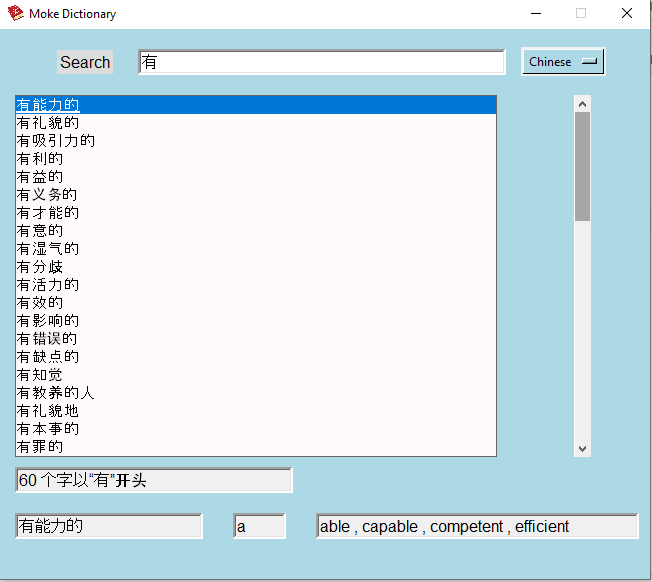 Moke Dictionary
Search 有 Chinese
有能力的
有礼貌的
有吸引力的
有利的
有益的
有义务的
有才能的
有意的
有湿气的
有分歧
有活力的
有效的
有影响的
有错误的
有缺点的
有知觉
有教养的人
有礼貌地
有本事的
有罪的
60 个字以“有”开头
有能力的 a able , capable , competent , efficient